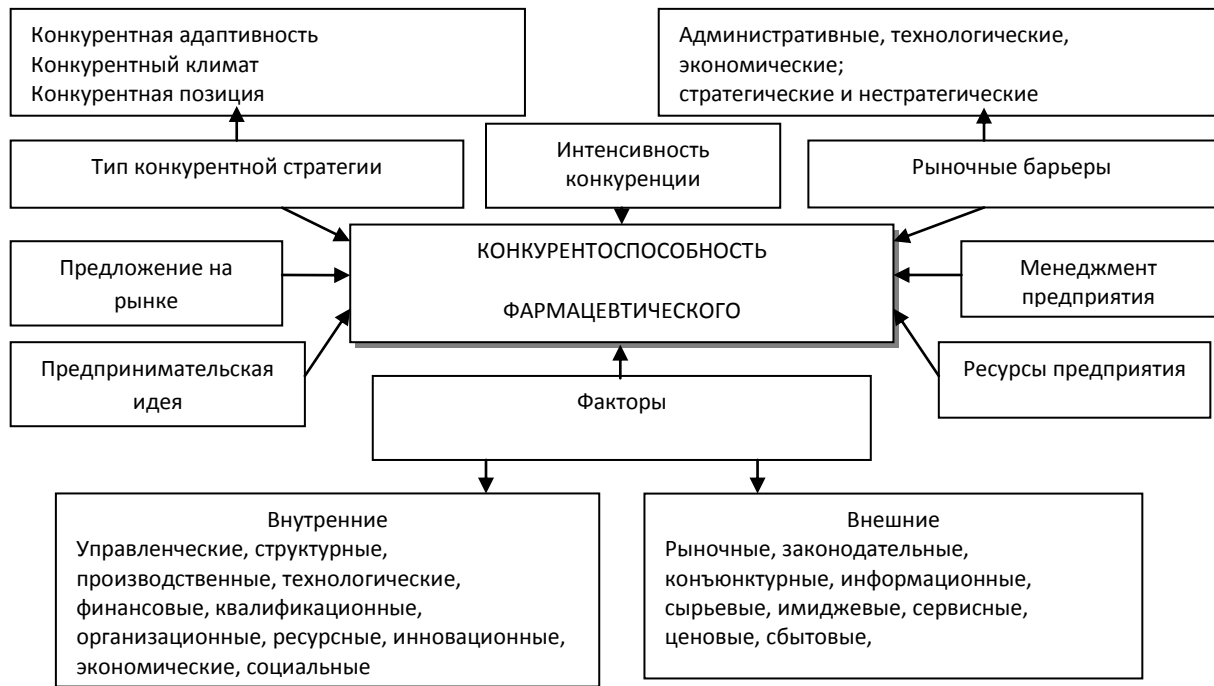 Конкурентная адаптивность
Конкурентный климат
Конкурентная позиция
Административные, технологические,
экономические;
стратегические и нестратегические
Тип конкурентной стратегии
Интенсивность
конкуренции
Рыночные барьеры
Предложение на
рынке
КОНКУРЕНТОСПОСОБНОСТЬ
ФАРМАЦЕВТИЧЕСКОГО
Менеджмент
предприятия
Предпринимательская
идея
Ресурсы предприятия
Факторы
Внутренние
Управленческие, структурные,
производственные, технологические,
финансовые, квалификационные,
организационные, ресурсные, инновационные,
экономические, социальные
Внешние
Рыночные, законодательные,
конъюнктурные, информационные,
сырьевые, имиджевые, сервисные,
ценовые, сбытовые,